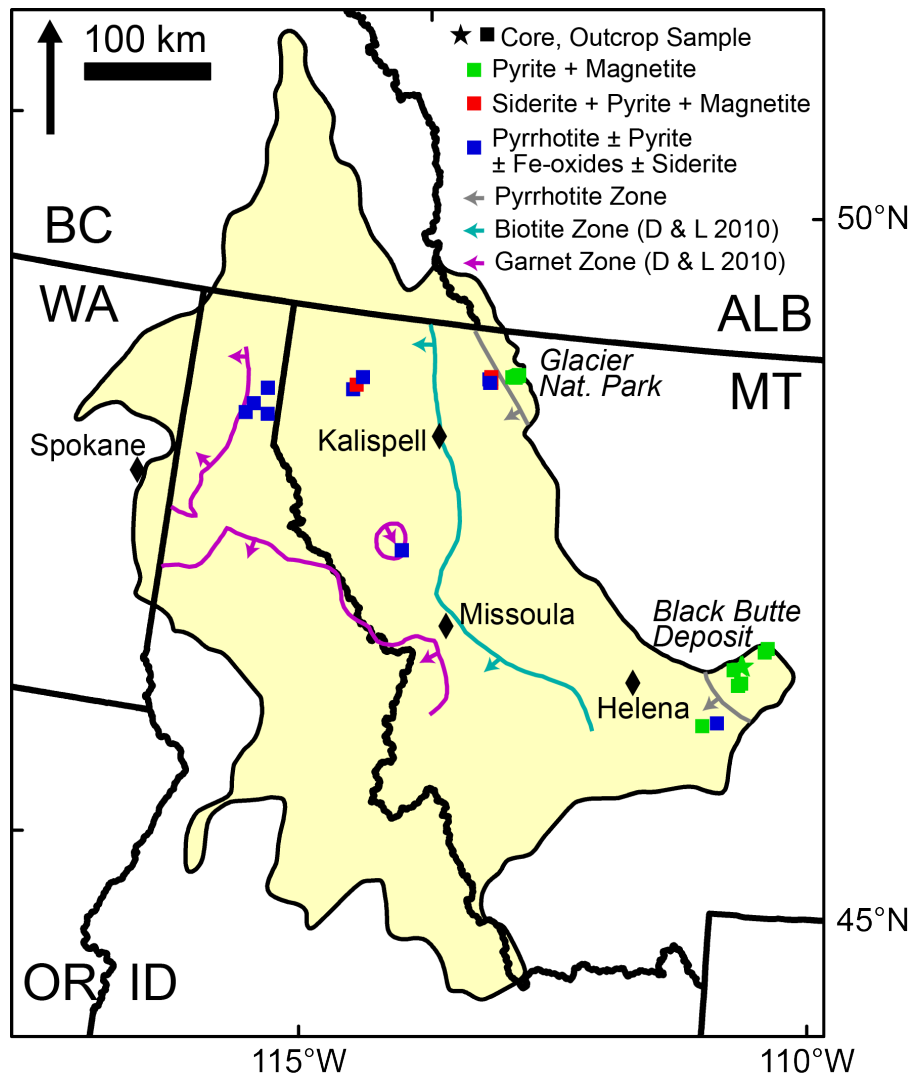 100 km
Core, Outcrop Sample
Pyrite + Magnetite
Siderite + Pyrite + Magnetite
Pyrrhotite ± Pyrite
± Fe-oxides ± Siderite
Pyrrhotite Zone
Biotite Zone (D & L 2010)
Garnet Zone (D & L 2010)
50°N
BC
WA
ALB
Glacier
Nat. Park
MT
Kalispell
Spokane
Missoula
Black Butte
Deposit
Helena
45°N
OR
ID
115°W
110°W